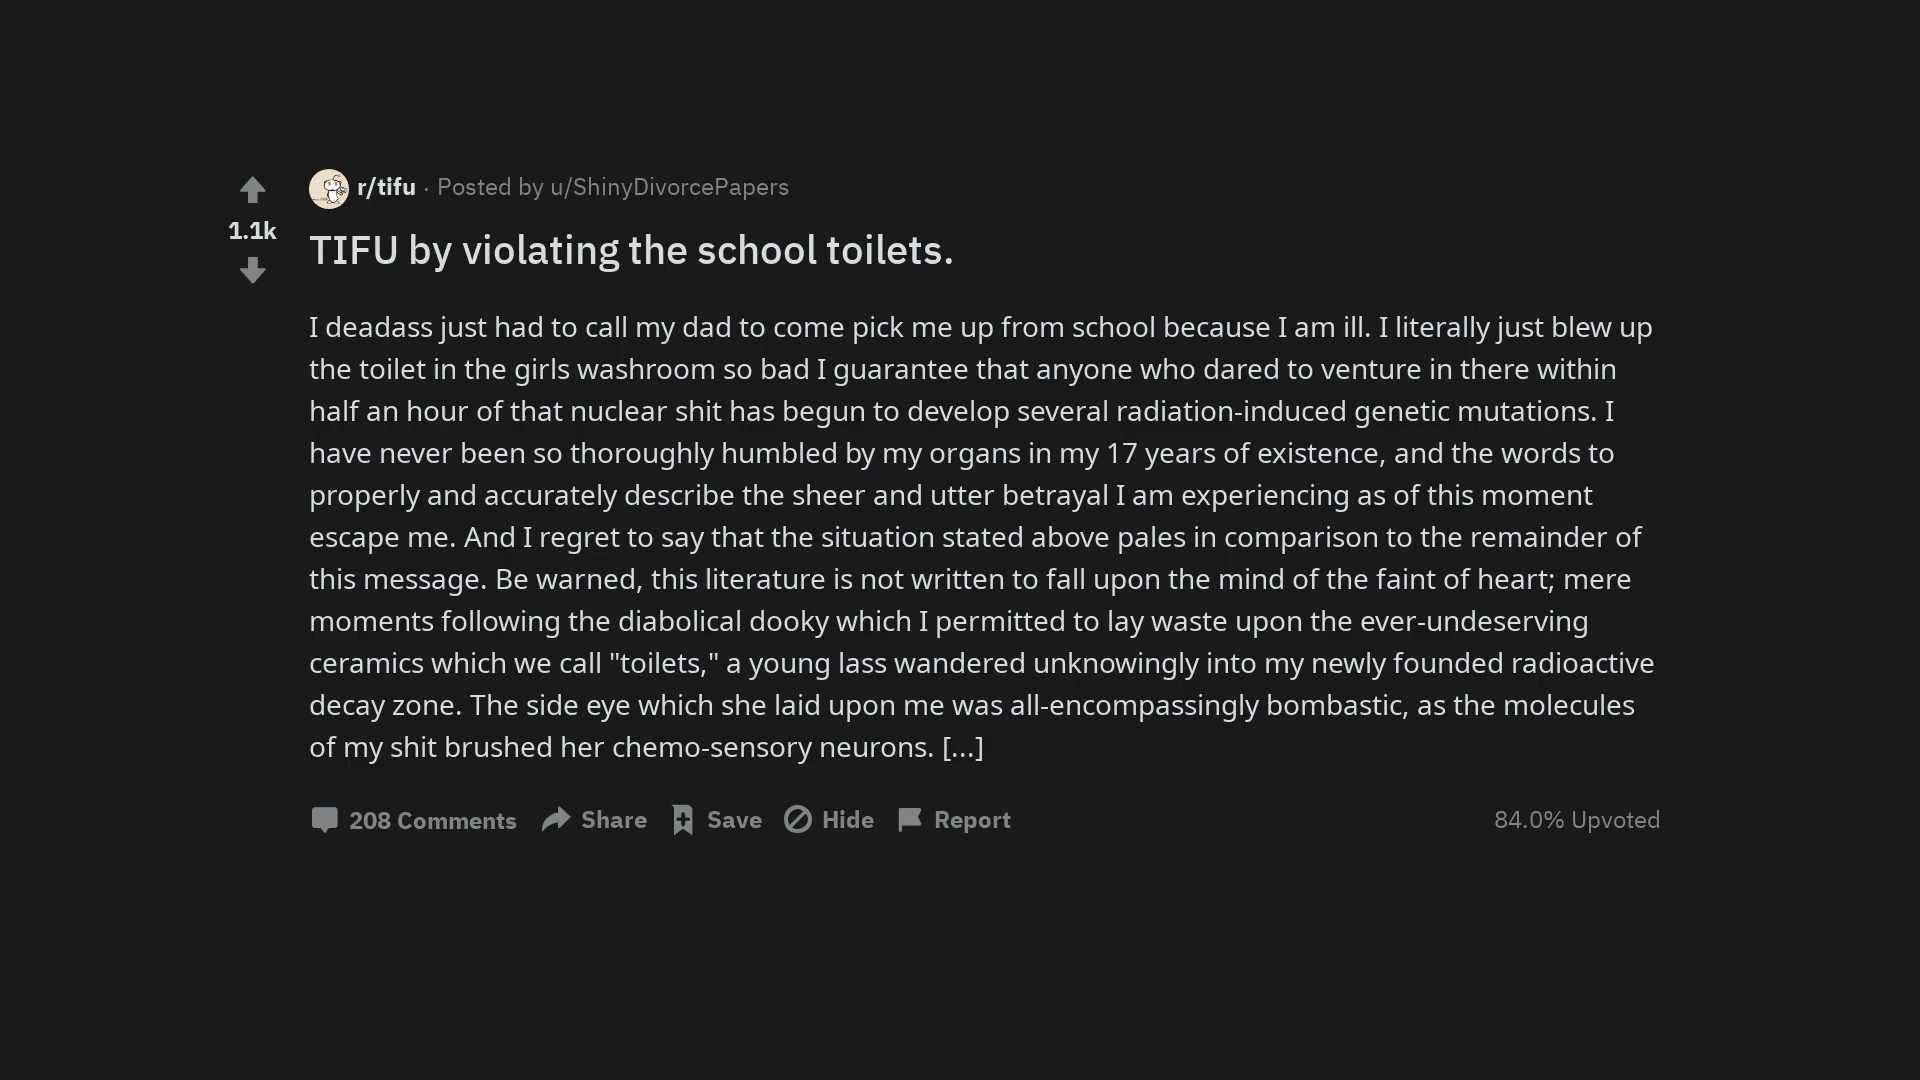 r/tifu · Posted by u/ShinyDivorcePapers
1.1k
TIFU by violating the school toilets.
I deadass just had to call my dad to come pick me up from school because I am ill. I literally just blew up
the toilet in the girls washroom so bad I guarantee that anyone who dared to venture in there within
half an hour of that nuclear shit has begun to develop several radiation-induced genetic mutations. I
have never been so thoroughly humbled by my organs in my 17 years of existence, and the words to
properly and accurately describe the sheer and utter betrayal I am experiencing as of this moment
escape me. And I regret to say that the situation stated above pales in comparison to the remainder of
this message. Be warned, this literature is not written to fall upon the mind of the faint of heart; mere
moments following the diabolical dooky which I permitted to lay waste upon the ever-undeserving
ceramics which we call "toilets," a young lass wandered unknowingly into my newly founded radioactive
decay zone. The side eye which she laid upon me was all-encompassingly bombastic, as the molecules
of my shit brushed her chemo-sensory neurons. [...]
208 Comments Share Save Hide Report 84.0% Upvoted